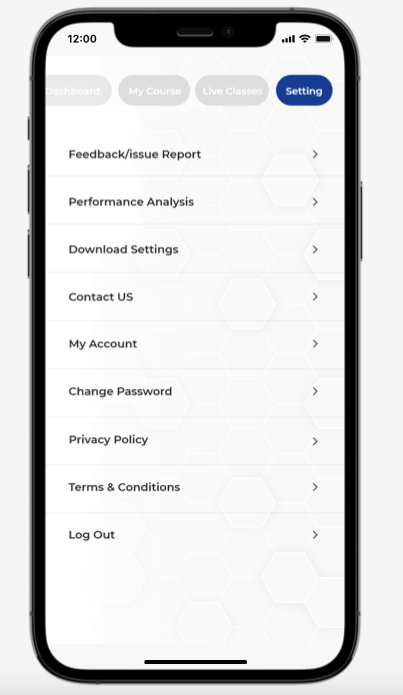 12:00
Dashboard
My Course
Live Classes
Setting
Feedback/issue Report
Performance Analysis
Download Settings
Contact US
My Account
Change Password
Privacy Policy
Terms & Conditions
Log Out